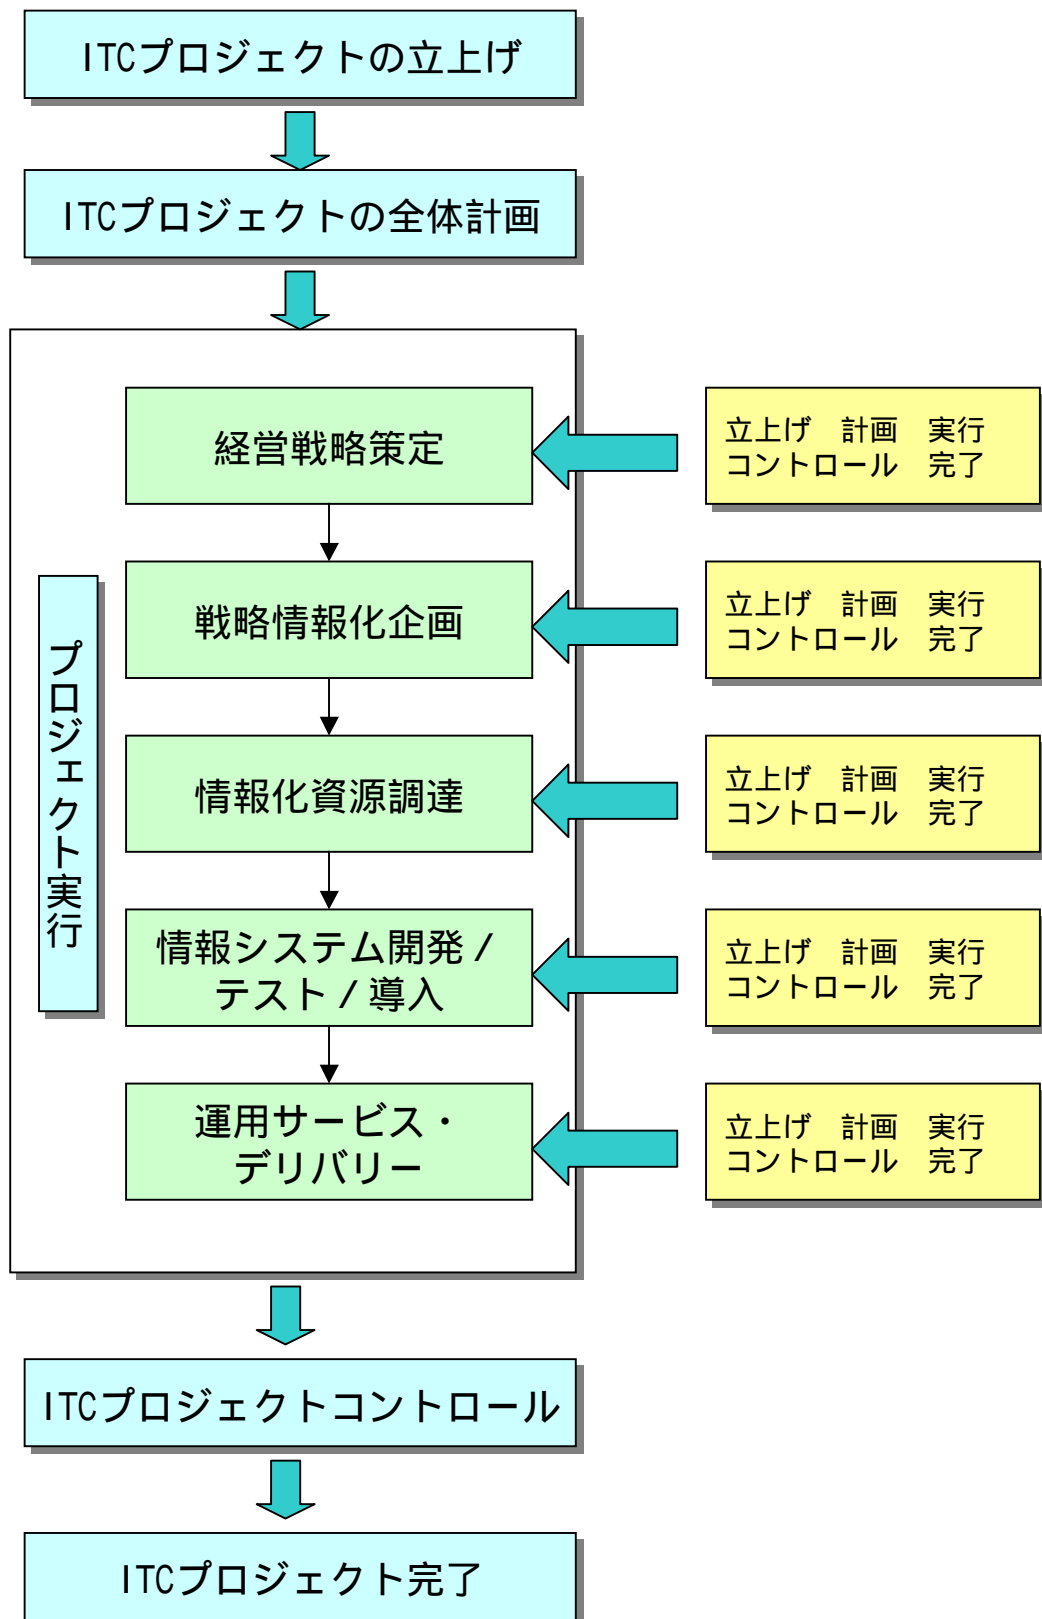 ITCプロジェクトの立上げ
ITCプロジェクトの全体計画
プロジェクト実行
経営戦略策定
立上げ　計画　実行
コントロール　完了
戦略情報化企画
立上げ　計画　実行
コントロール　完了
情報化資源調達
立上げ　計画　実行
コントロール　完了
情報システム開発／
テスト／導入
立上げ　計画　実行
コントロール　完了
運用サービス・
デリバリー
立上げ　計画　実行
コントロール　完了
ITCプロジェクトコントロール
ITCプロジェクト完了